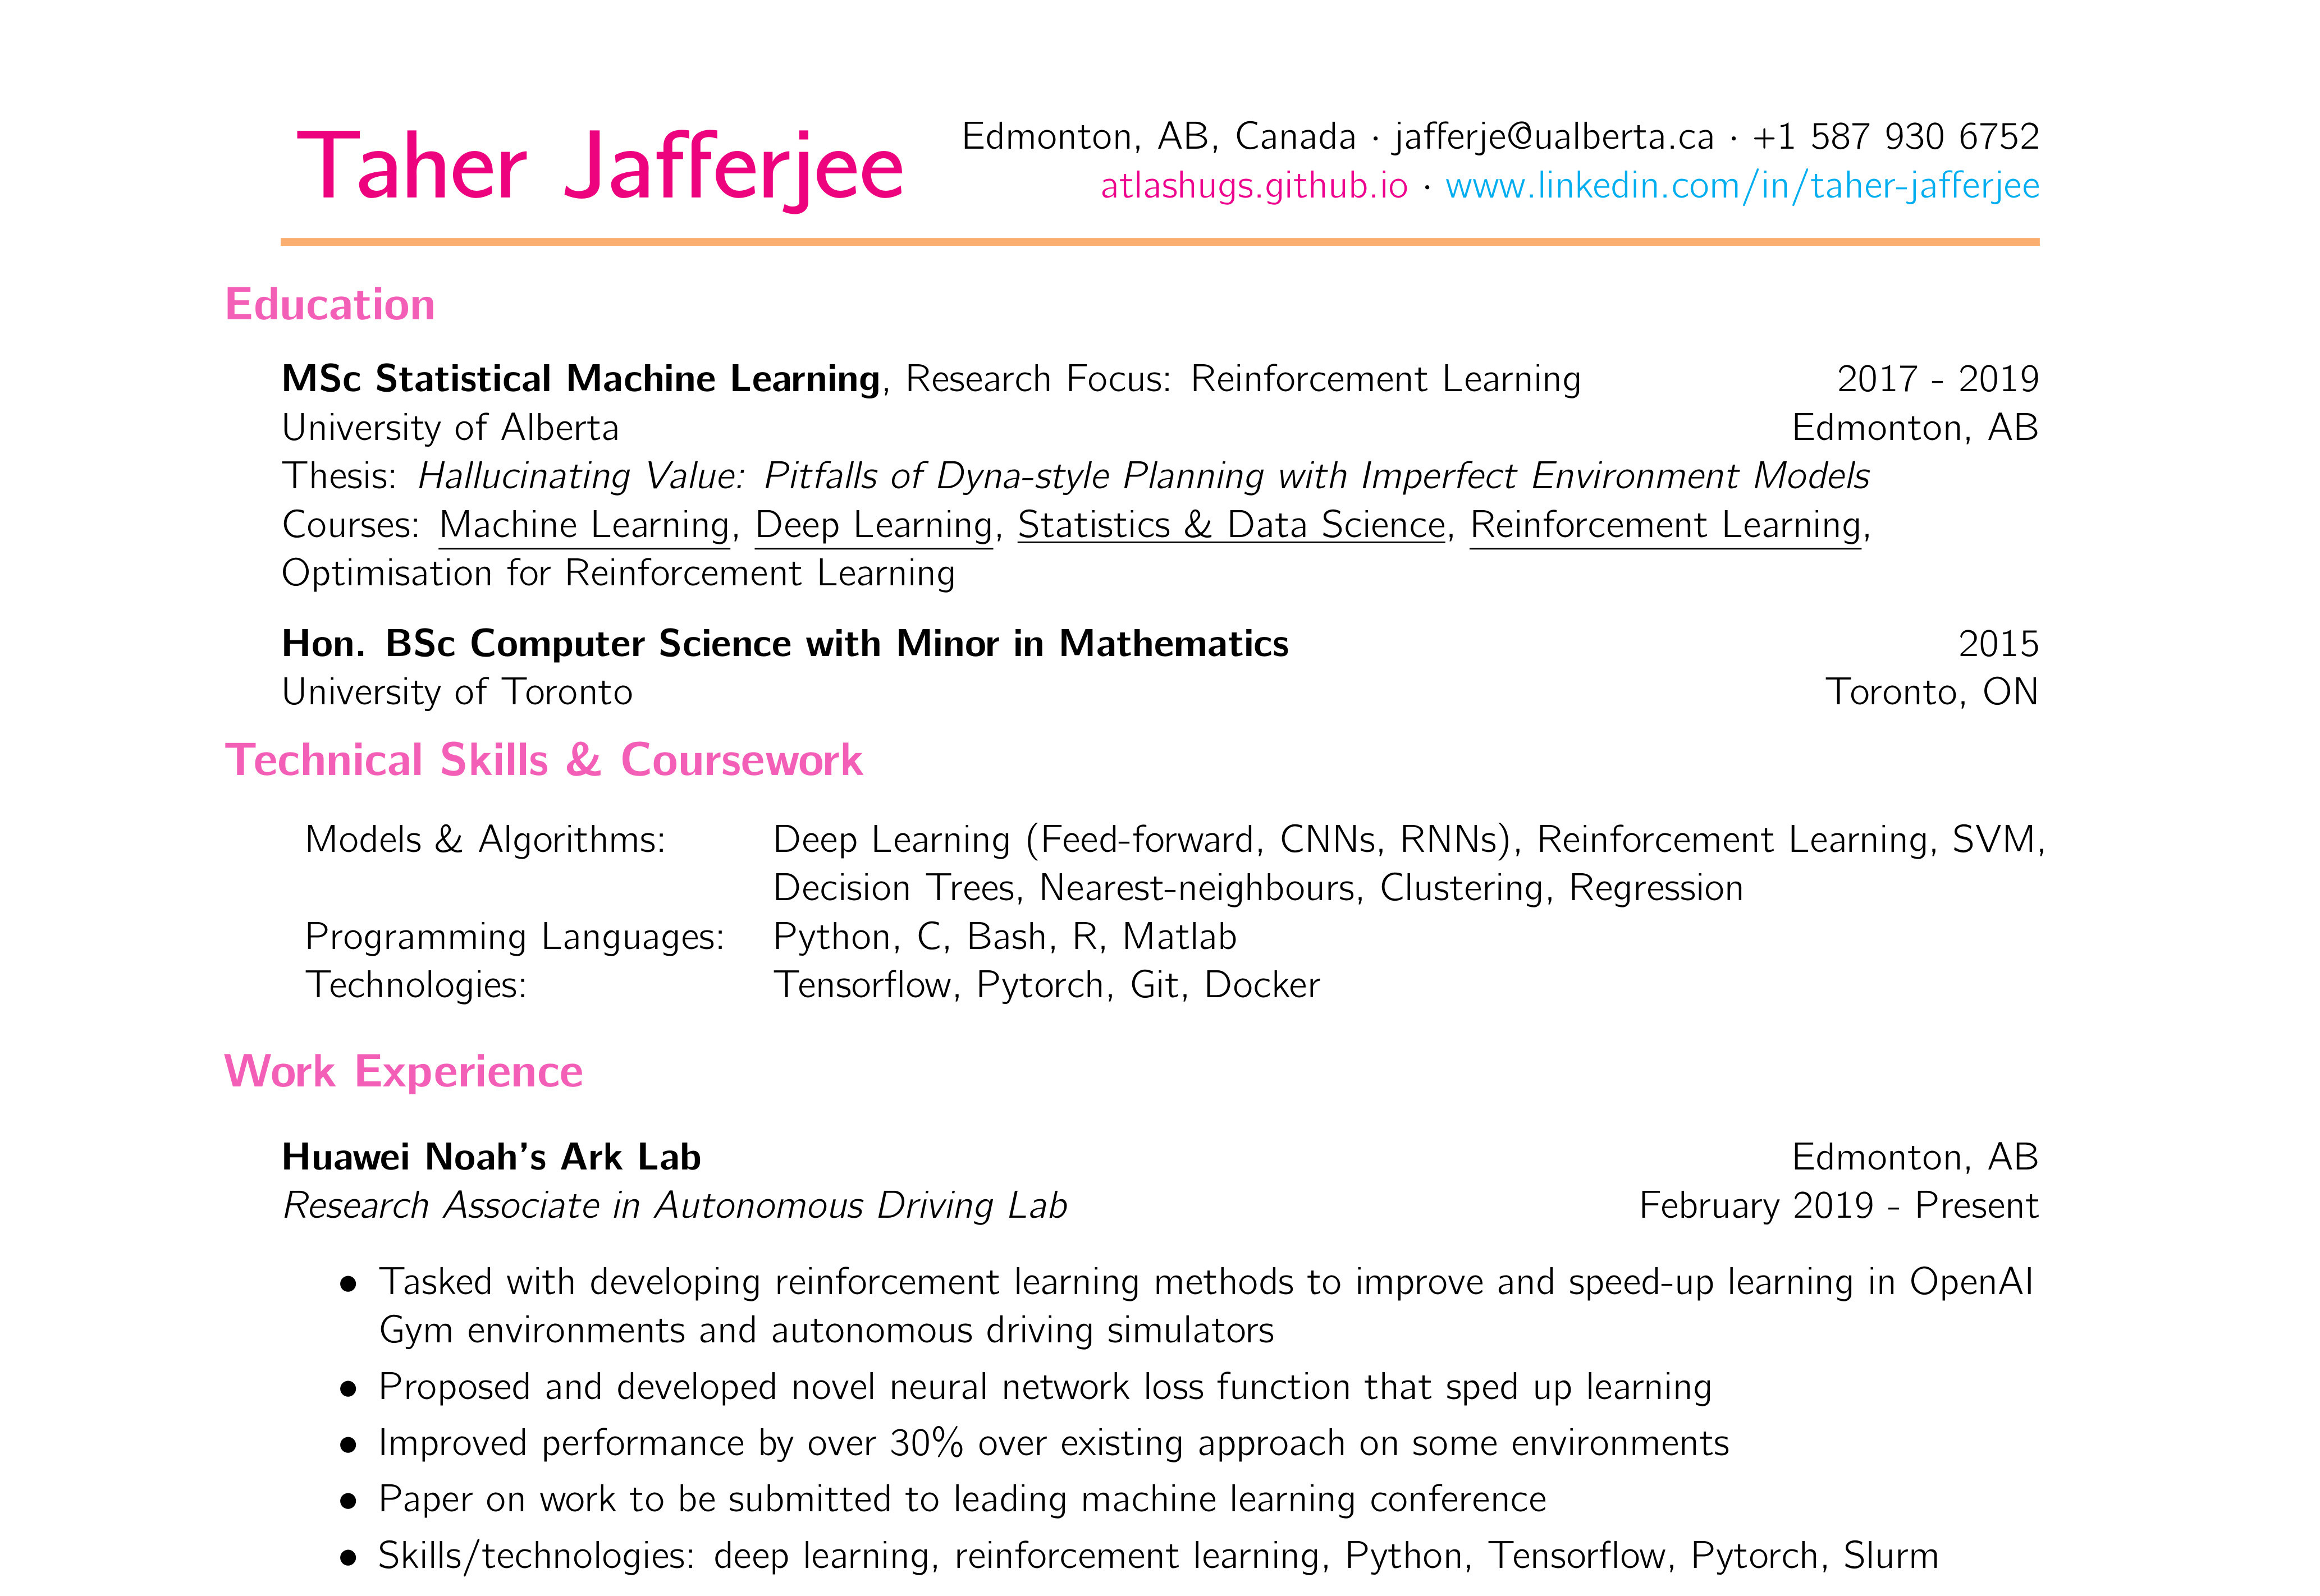 Taher Jafferjee
Edmonton, AB, Canada · jafferje@ualberta.ca · +1 587 930 6752
atlashugs.github.io · www.linkedin.com/in/taher-jafferjee
Education
MSc Statistical Machine Learning, Research Focus: Reinforcement Learning 2017 - 2019
University of Alberta Edmonton, AB
Thesis: Hallucinating Value: Pitfalls of Dyna-style Planning with Imperfect Environment Models
Courses: Machine Learning, Deep Learning, Statistics & Data Science, Reinforcement Learning,
Optimisation for Reinforcement Learning
Hon. BSc Computer Science with Minor in Mathematics 2015
University of Toronto Toronto, ON
Technical Skills & Coursework
Models & Algorithms: Deep Learning (Feed-forward, CNNs, RNNs), Reinforcement Learning, SVM,
Decision Trees, Nearest-neighbours, Clustering, Regression
Programming Languages: Python, C, Bash, R, Matlab
Technologies: Tensorflow, Pytorch, Git, Docker
Work Experience
Huawei Noah's Ark Lab Edmonton, AB
Research Associate in Autonomous Driving Lab February 2019 - Present
• Tasked with developing reinforcement learning methods to improve and speed-up learning in OpenAI
Gym environments and autonomous driving simulators
• Proposed and developed novel neural network loss function that sped up learning
• Improved performance by over 30% over existing approach on some environments
• Paper on work to be submitted to leading machine learning conference
• Skills/technologies: deep learning, reinforcement learning, Python, Tensorflow, Pytorch, Slurm